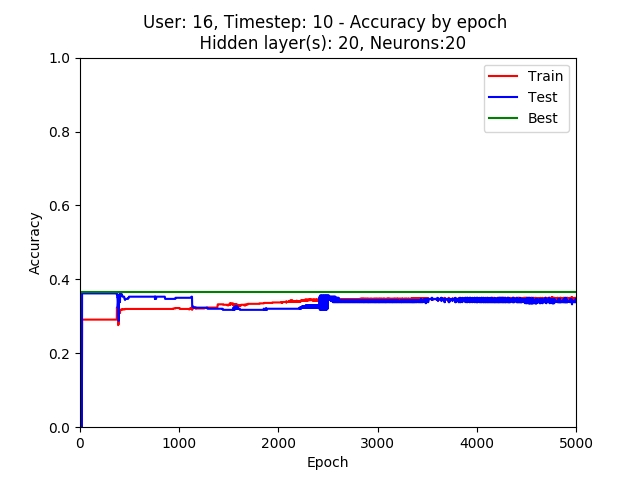 User: 16, Timestep: 10 - Accuracy by epoch
Hidden layer(s): 20, Neurons:20
Train
Test
Best
1.0
0.8
0.6
0.4
0.2
0.0
Accuracy
0
1000
2000
3000
4000
5000
Epoch